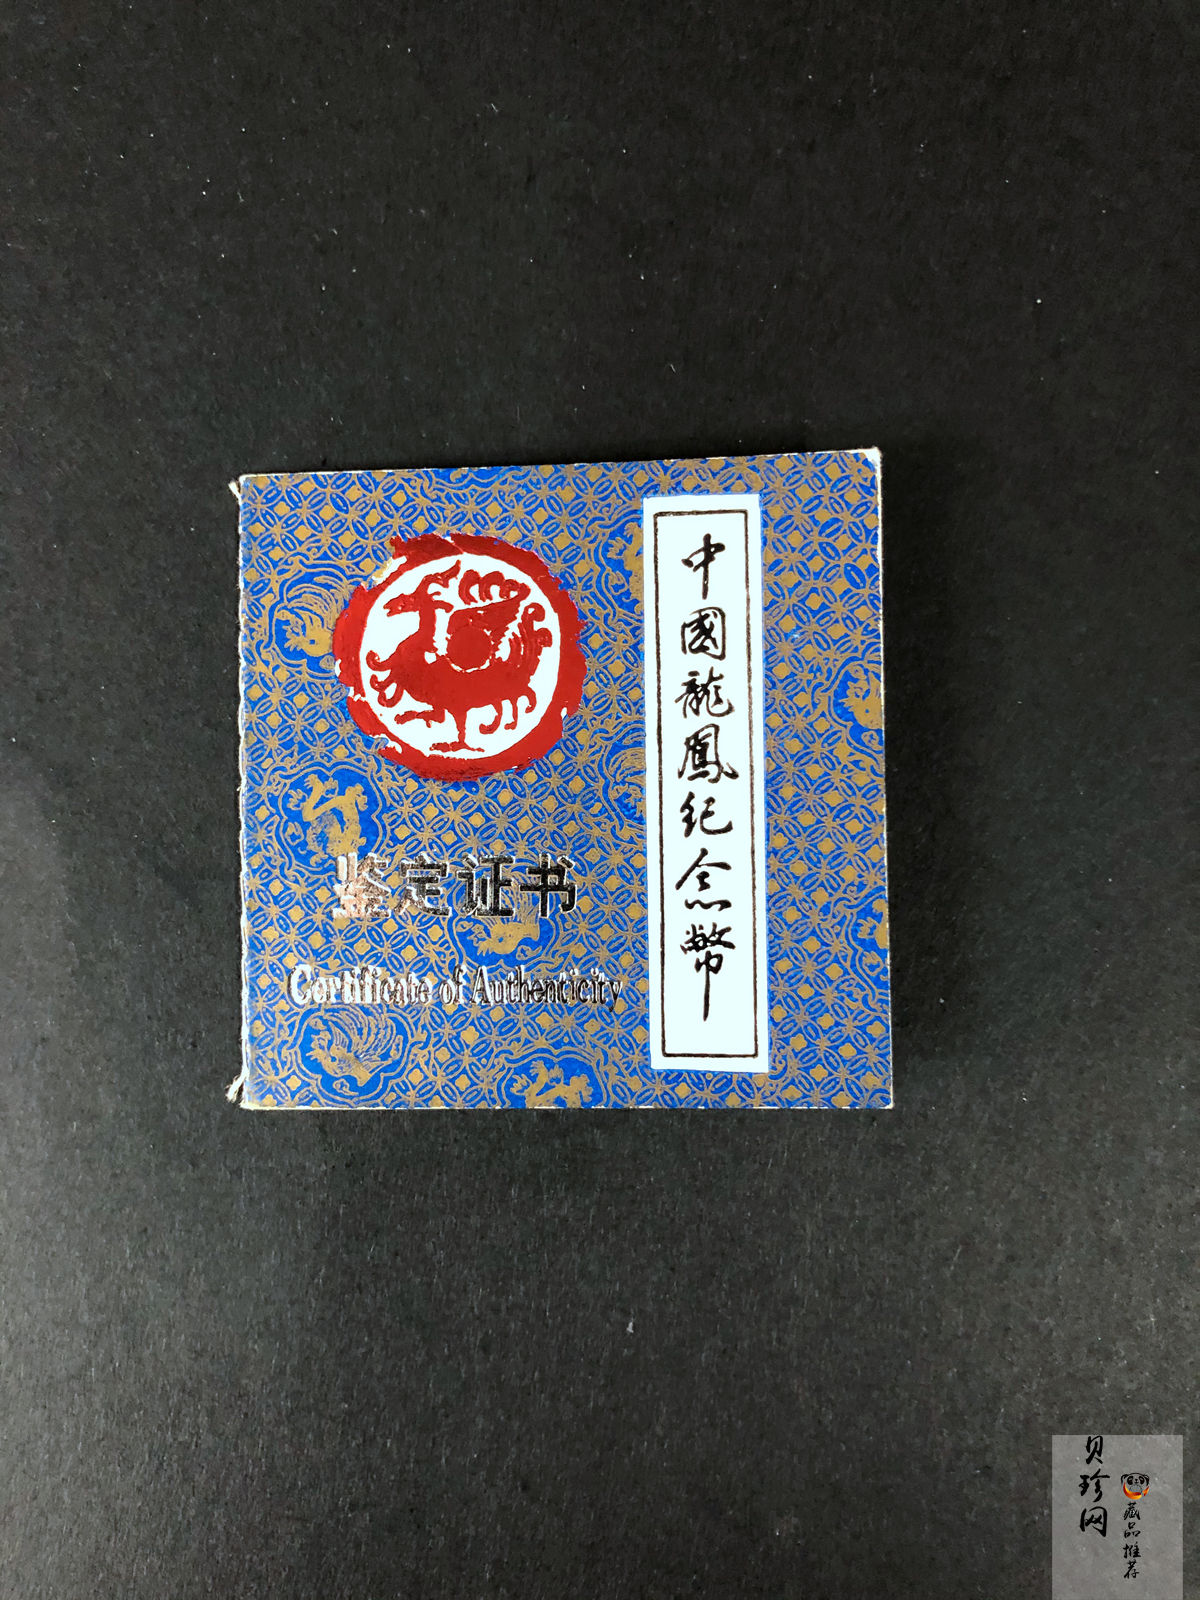 中國龍鳳纪念幣
鉴定证书
Certificate of Authenticity
贝珍网
藏品推荐